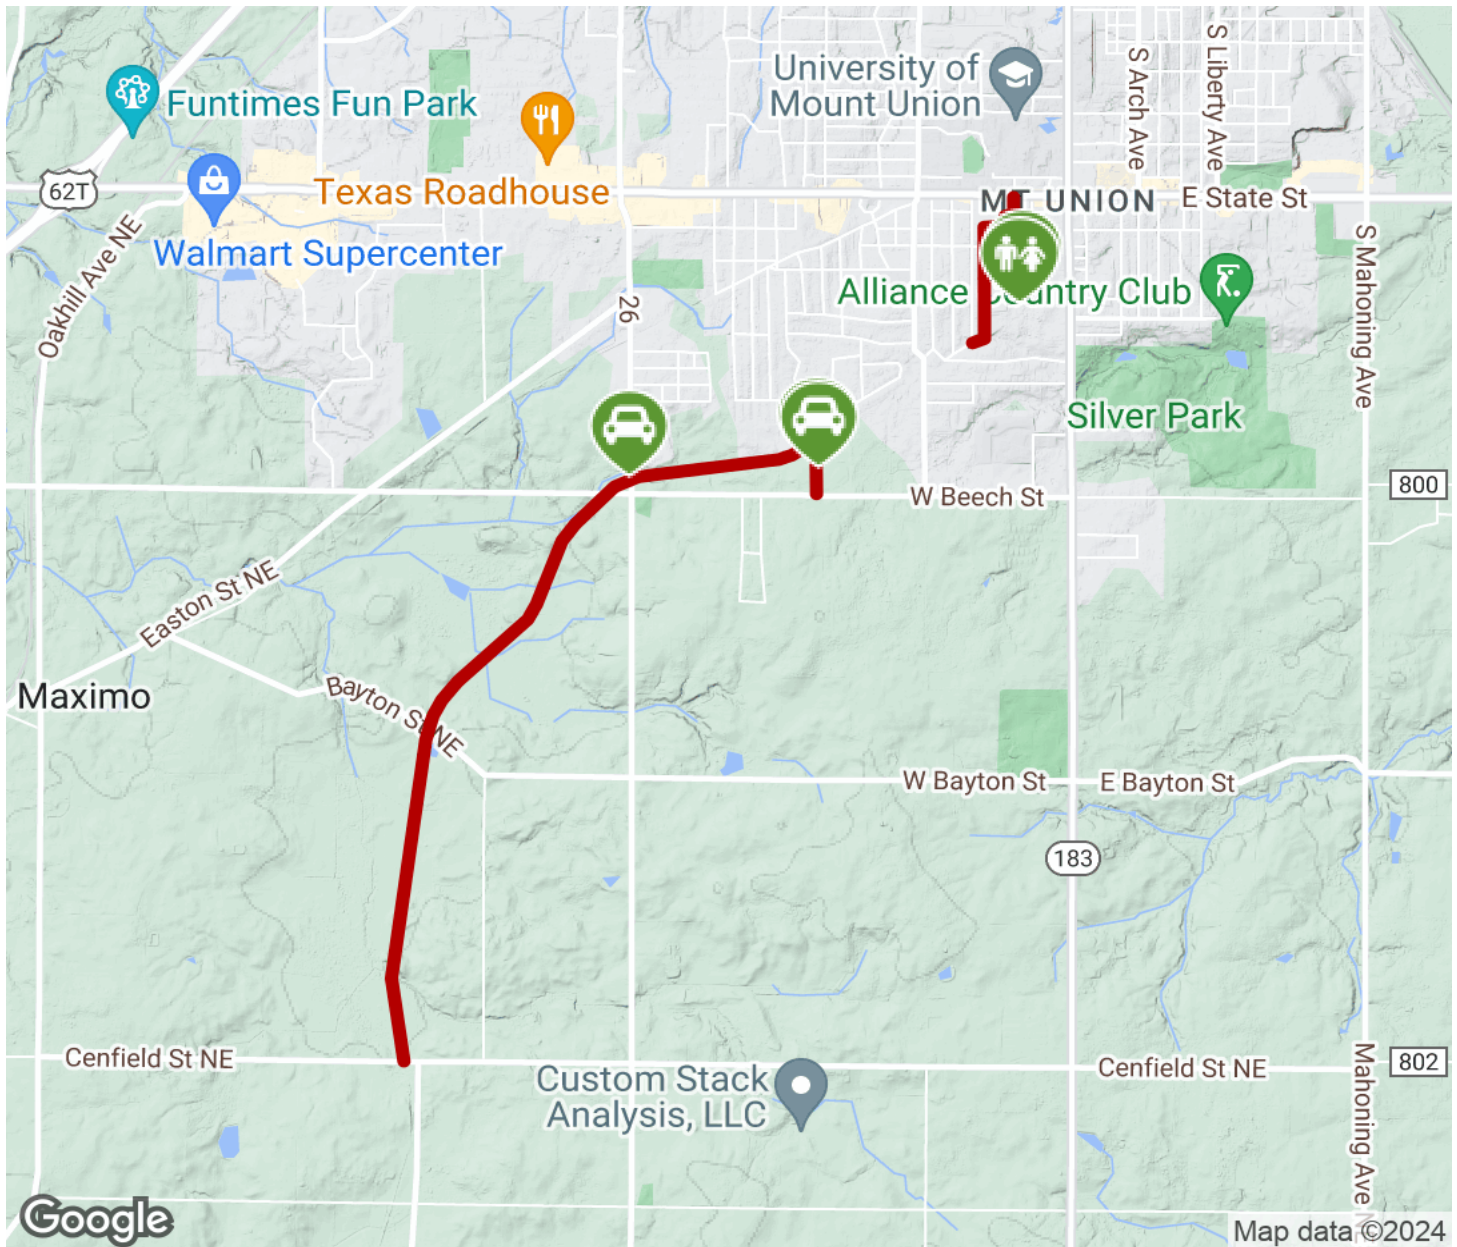 University of
Mount Union
S Arch Ave
S Liberty Ave
Funtimes Fun Park
62T
Texas Roadhouse
MT UNION
E State St
Oakhill Ave NE
Walmart Supercenter
26
Alliance Country Club
S Mahoning Ave
Silver Park
W Beech St
800
Easton St NE
Maximo
Bayton St NE
W Bayton St
E Bayton St
183
Cenfield St NE
Custom Stack
Analysis, LLC
Cenfield St NE
802
Mahoning Ave NE
Google
Map data ©2024